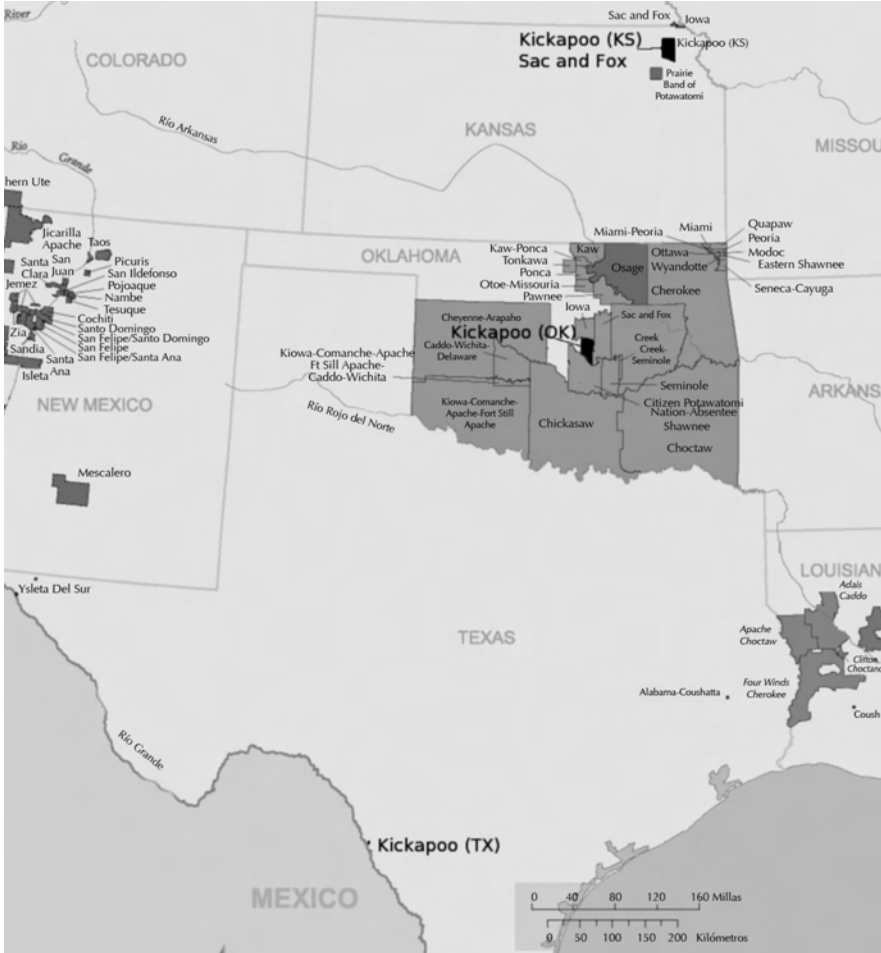 River
COLORADO
Río Arkansas
Río
Grande
Sac and Fox
Iowa
Kickapoo (KS)
Sac and Fox
Kickapoo (KS)
Prairie
Band of
Potawatomi
KANSAS
MISSOU
hern Ute
Jicarilla
Apache
Taos
Santa
Clara
San
Juan
Picuris
San Ildefonso
Pojoaque
Nambe
Tesuque
Jemez
Cochiti
Santo Domingo
San Felipe/Santo Domingo
San Felipe
San Felipe/Santa Ana
Zia
Sandia
Santa
Ana
Isleta
NEW MEXICO
Mescalero
Ysleta Del Sur
OKLAHOMA
Miami-Peoria
Miami
Quapaw
Peoria
Modoc
Eastern Shawnee
Seneca-Cayuga
Kaw-Ponca
Kaw
Tonkawa
Ponca
Otoe-Missouria
Pawnee
Osage
Ottawa
Wyandotte
Cherokee
Iowa
Sac and Fox
Cheyenne-Arapaho
Kickapoo (OK)
Caddo-Wichita-
Delaware
Creek
Creek-
Seminole
Kiowa-Comanche-Apache
Ft Sill Apache-
Caddo-Wichita
Seminole
Kiowa-Comanche-
Apache-Fort Still
Apache
Citizen Potawatomi
Nation-Absentee
Shawnee
Chickasaw
Choctaw
Río Rojo del Norte
ARKANS
LOUISIAN
Adais
Caddo
Apache
Choctaw
Clifton
Choctano
Four Winds
Cherokee
Alabama-Coushatta
Coush
TEXAS
Río Grande
Kickapoo (TX)
MEXICO
0 40 80 120 160 Millas
0 50 100 150 200 Kilómetros